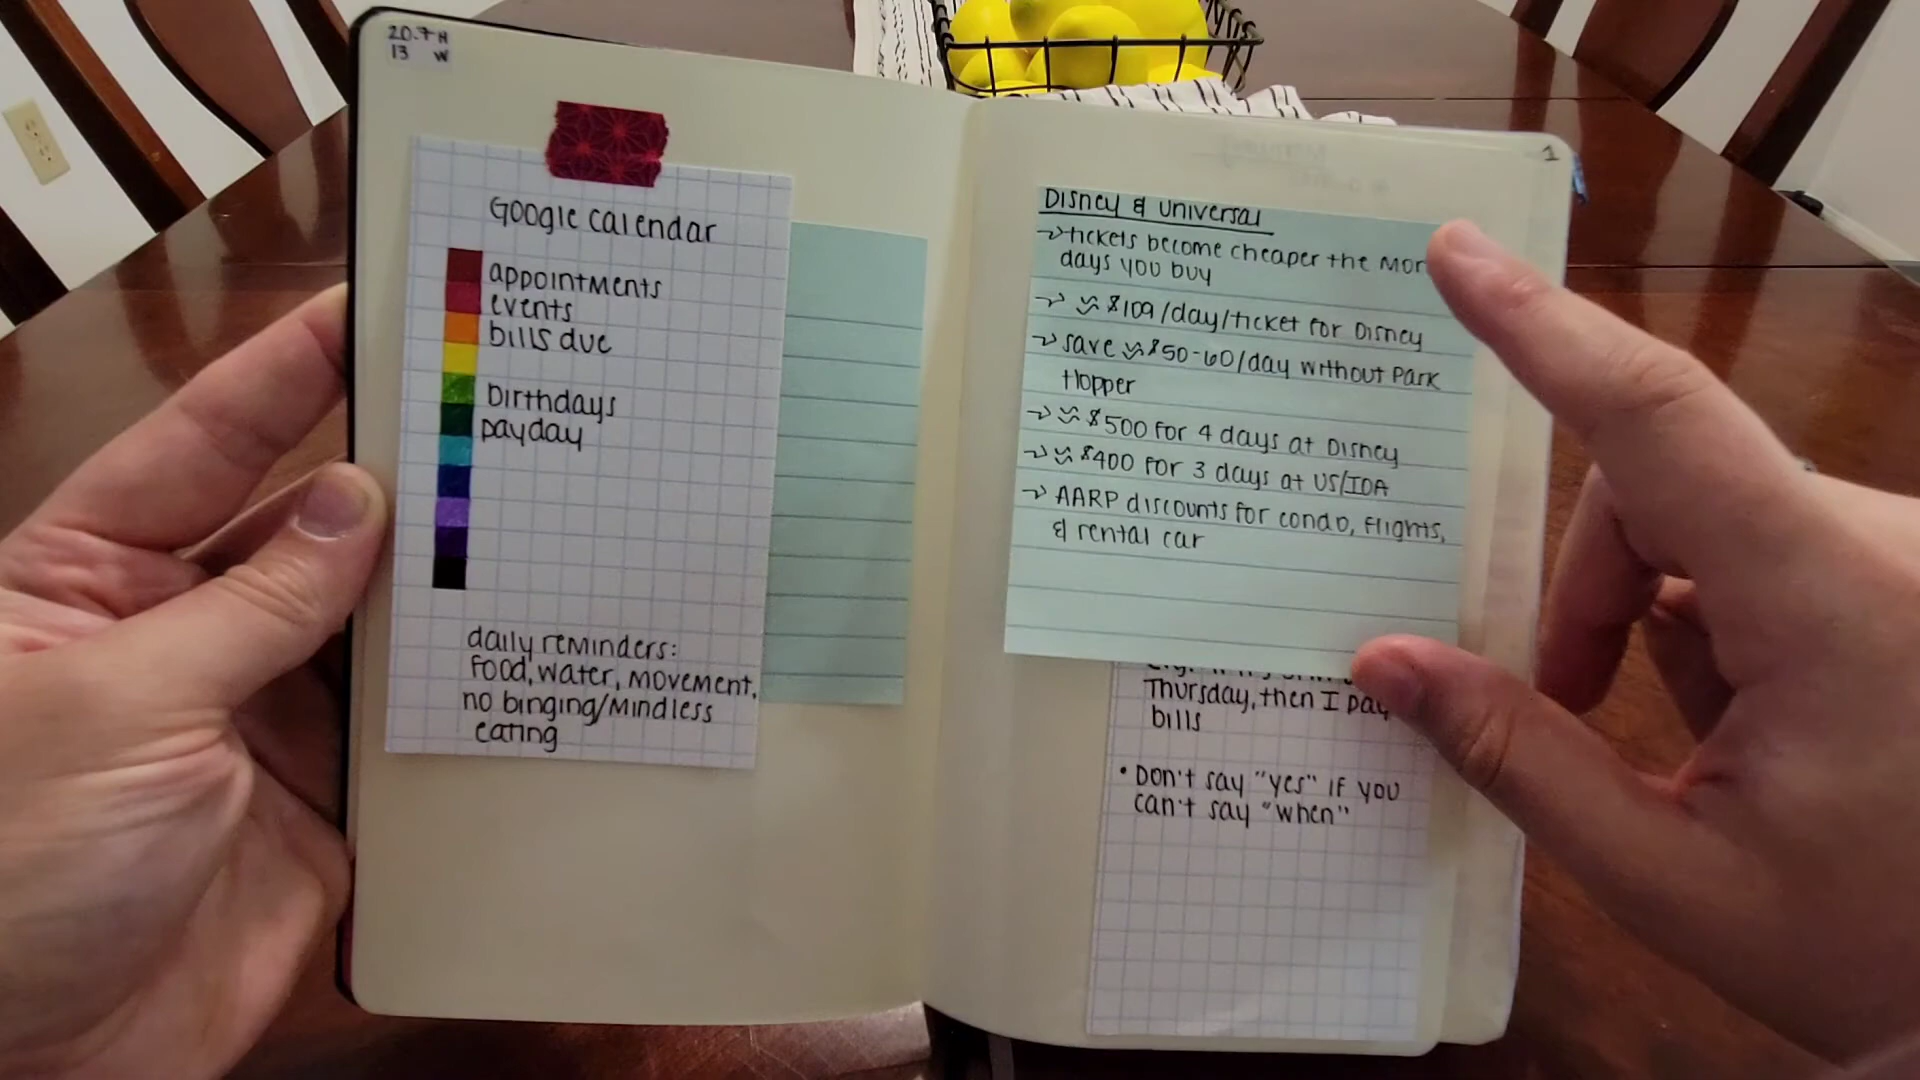 20.7 H
13 W
Google calendar
appointments
events
bills due
birthdays
payday
daily reminders:
food, water, movement,
no binging/mindless
eating
1
Disney & Universal
→ tickets become cheaper the mor
days you buy
→ ≈ $109/day/ticket for Disney
→ save ≈ $50-60/day without Park
Hopper
→ ≈ $500 for 4 days at Disney
→ ≈ $400 for 3 days at US/IOA
→ AARP discounts for condo, flights,
& rental car
Thursday, then I pay
bills
• Don't say "yes" if you
can't say "when"